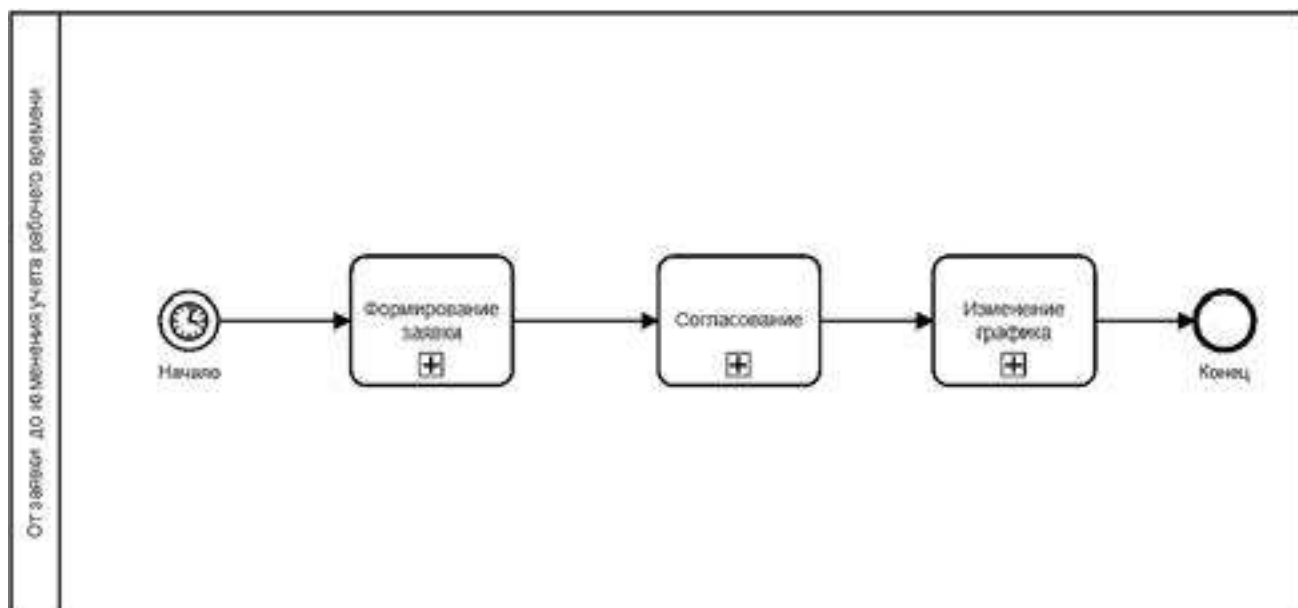 От заявки до изменения учета рабочего времени
Начало
Формирование
заявки
Согласование
Изменение
графика
Конец